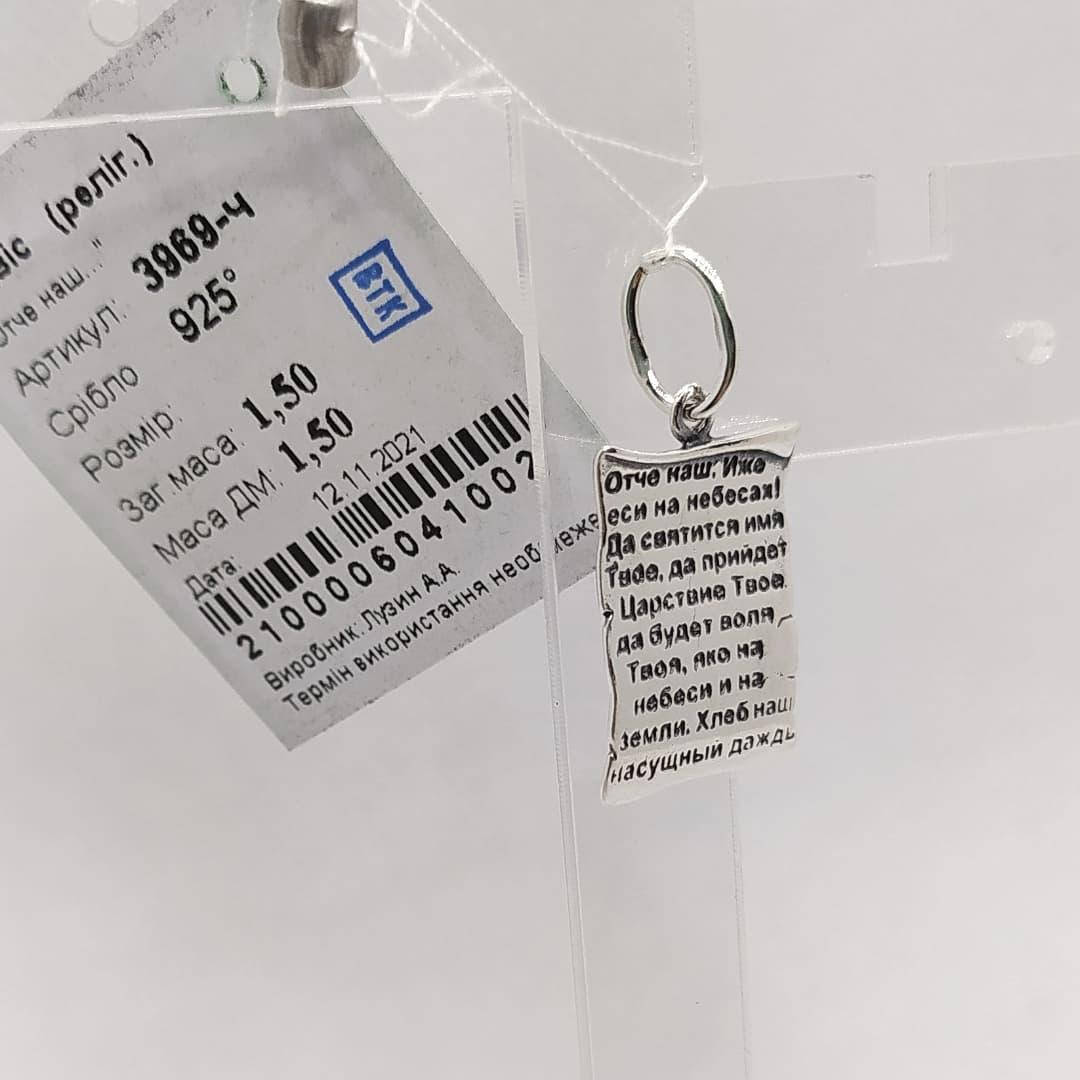 (реліг.)
наш..."
Артикул: 3969-ч
Срібло 925°
Розмір:
Заг.маса: 1,50
Маса ДМ: 1,50
Дата: 12.11.2021
2100006041002
Виробник: Лузин А.А.
Термін використання
ВТК
Отче наш, Иже
еси на небесах!
Да святится имя
Твое, да прийдет
Царствие Твое.
да будет воля
Твоя, яко на
небеси и на
земли. Хлеб наш
насущный даждь